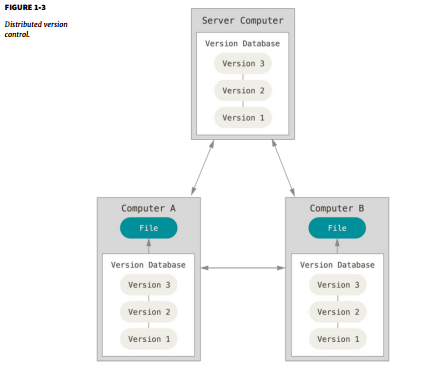 FIGURE 1-3
Distributed version
control.
Server Computer
Version Database
Version 3
Version 2
Version 1
Computer A
File
Version Database
Version 3
Version 2
Version 1
Computer B
File
Version Database
Version 3
Version 2
Version 1